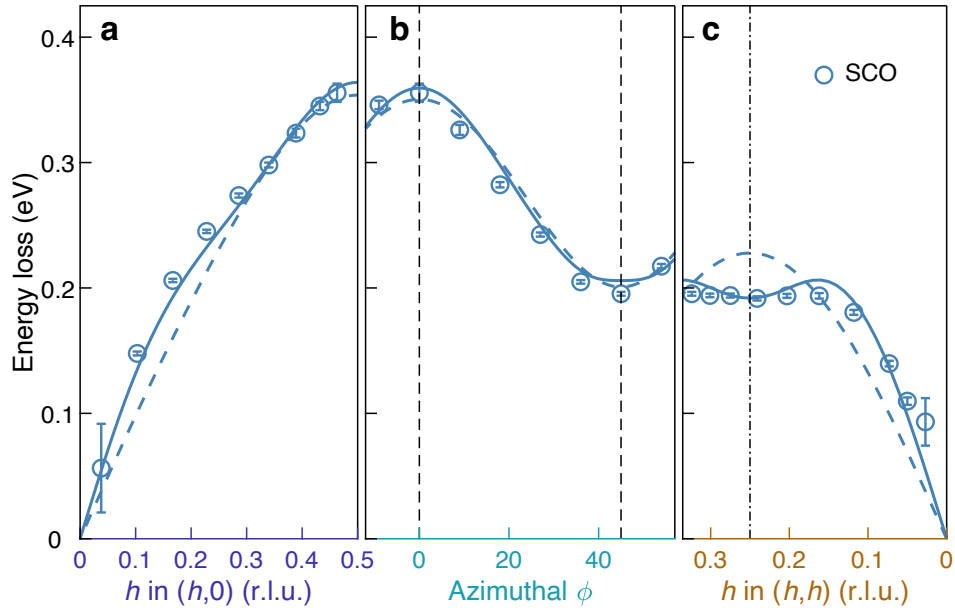 a
b
c
SCO
Energy loss (eV)
0.4
0.3
0.2
0.1
0
0 0.1 0.2 0.3 0.4 0.5
0 20 40
0.3 0.2 0.1 0
h in (h,0) (r.l.u.)
Azimuthal ϕ
h in (h,h) (r.l.u.)